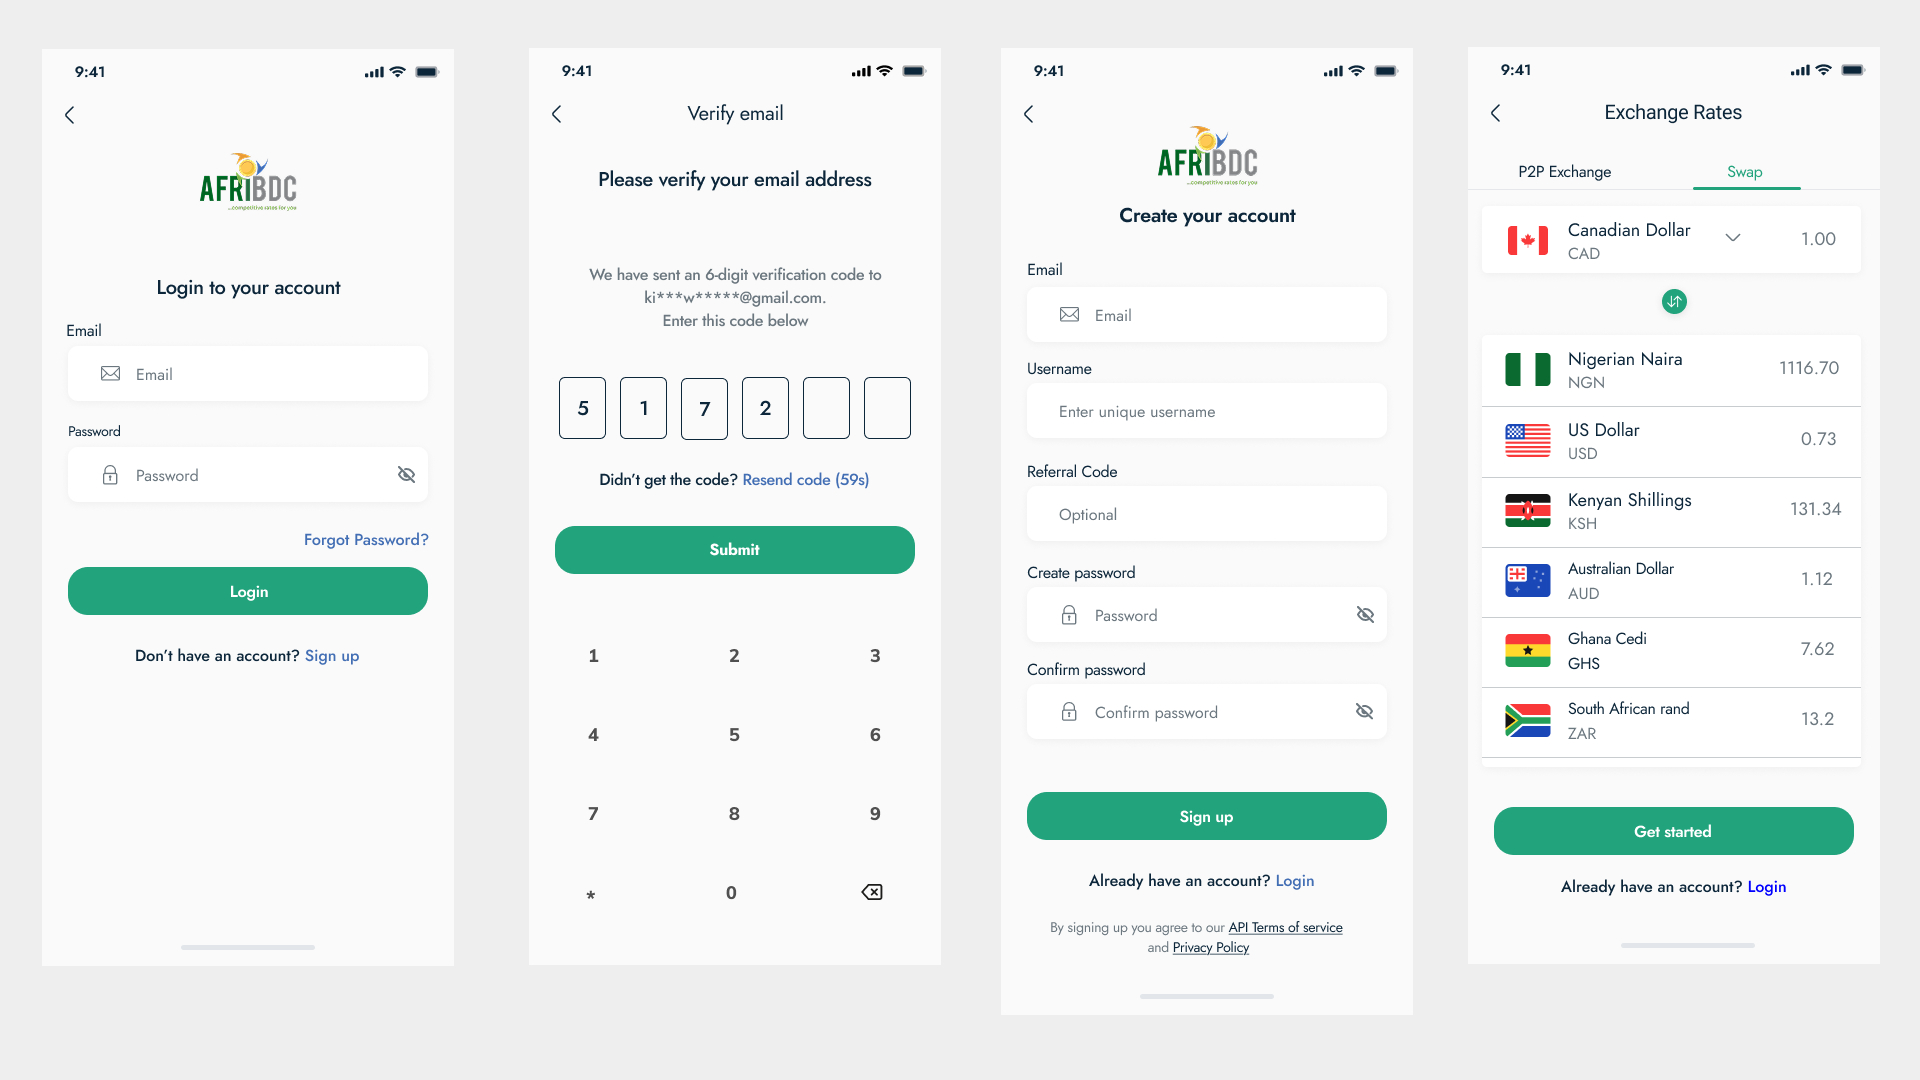 9:41
AFRIBDC
...competitive rates for you
Login to your account
Email
Email
Password
Password
Forgot Password?
Login
Don't have an account? Sign up
9:41
Verify email
Please verify your email address
We have sent an 6-digit verification code to
ki***w*****@gmail.com.
Enter this code below
5 1 7 2
Didn't get the code? Resend code (59s)
Submit
1 2 3
4 5 6
7 8 9
* 0
9:41
AFRIBDC
...competitive rates for you
Create your account
Email
Email
Username
Enter unique username
Referral Code
Optional
Create password
Password
Confirm password
Confirm password
Sign up
Already have an account? Login
By signing up you agree to our API Terms of service
and Privacy Policy
9:41
Exchange Rates
P2P Exchange Swap
Canadian Dollar 1.00
CAD
Nigerian Naira 1116.70
NGN
US Dollar 0.73
USD
Kenyan Shillings 131.34
KSH
Australian Dollar 1.12
AUD
Ghana Cedi 7.62
GHS
South African rand 13.2
ZAR
Get started
Already have an account? Login